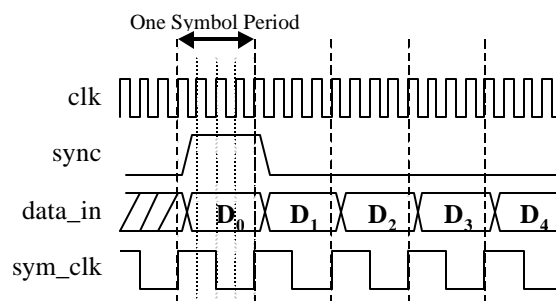 One Symbol Period
clk
sync
data_in D₀ D₁ D₂ D₃ D₄
sym_clk